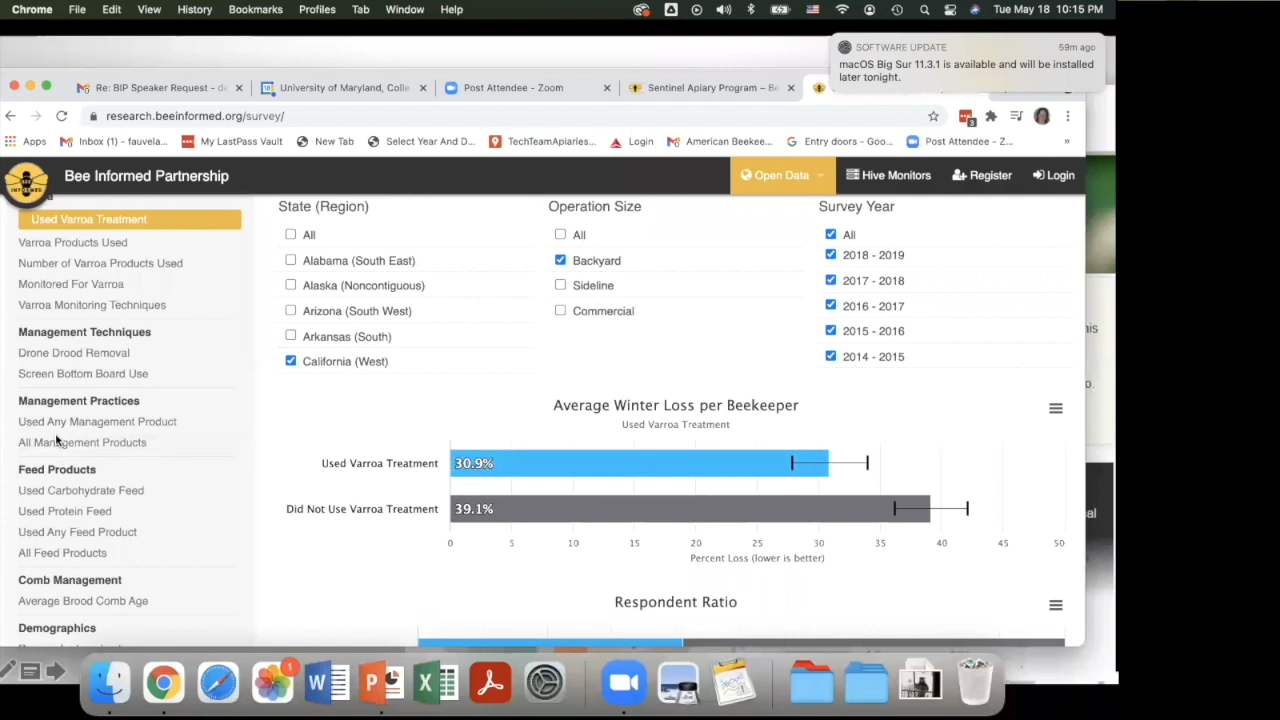 Chrome File Edit View History Bookmarks Profiles Tab Window Help Tue May 18 10:15 PM
SOFTWARE UPDATE 59m ago
macOS Big Sur 11.3.1 is available and will be installed
later tonight.
Re: BIP Speaker Request - de
University of Maryland, Colle
Post Attendee - Zoom
Sentinel Apiary Program – Be
research.beeinformed.org/survey/
3
Apps Inbox (1) - fauvela... My LastPass Vault New Tab Select Year And D... TechTeamApiaries... Login American Beekee... Entry doors - Goo... Post Attendee - Z... »
Bee Informed Partnership
Open Data Hive Monitors Register Login
Used Varroa Treatment
Varroa Products Used
Number of Varroa Products Used
Monitored For Varroa
Varroa Monitoring Techniques
Management Techniques
Drone Drood Removal
Screen Bottom Board Use
Management Practices
Used Any Management Product
All Management Products
Feed Products
Used Carbohydrate Feed
Used Protein Feed
Used Any Feed Product
All Feed Products
Comb Management
Average Brood Comb Age
Demographics
State (Region)
All
Alabama (South East)
Alaska (Noncontiguous)
Arizona (South West)
Arkansas (South)
California (West)
Operation Size
All
Backyard
Sideline
Commercial
Survey Year
All
2018 - 2019
2017 - 2018
2016 - 2017
2015 - 2016
2014 - 2015
Average Winter Loss per Beekeeper
Used Varroa Treatment
Used Varroa Treatment 30.9%
Did Not Use Varroa Treatment 39.1%
0 5 10 15 20 25 30 35 40 45 50
Percent Loss (lower is better)
Respondent Ratio
his
o.
al
1